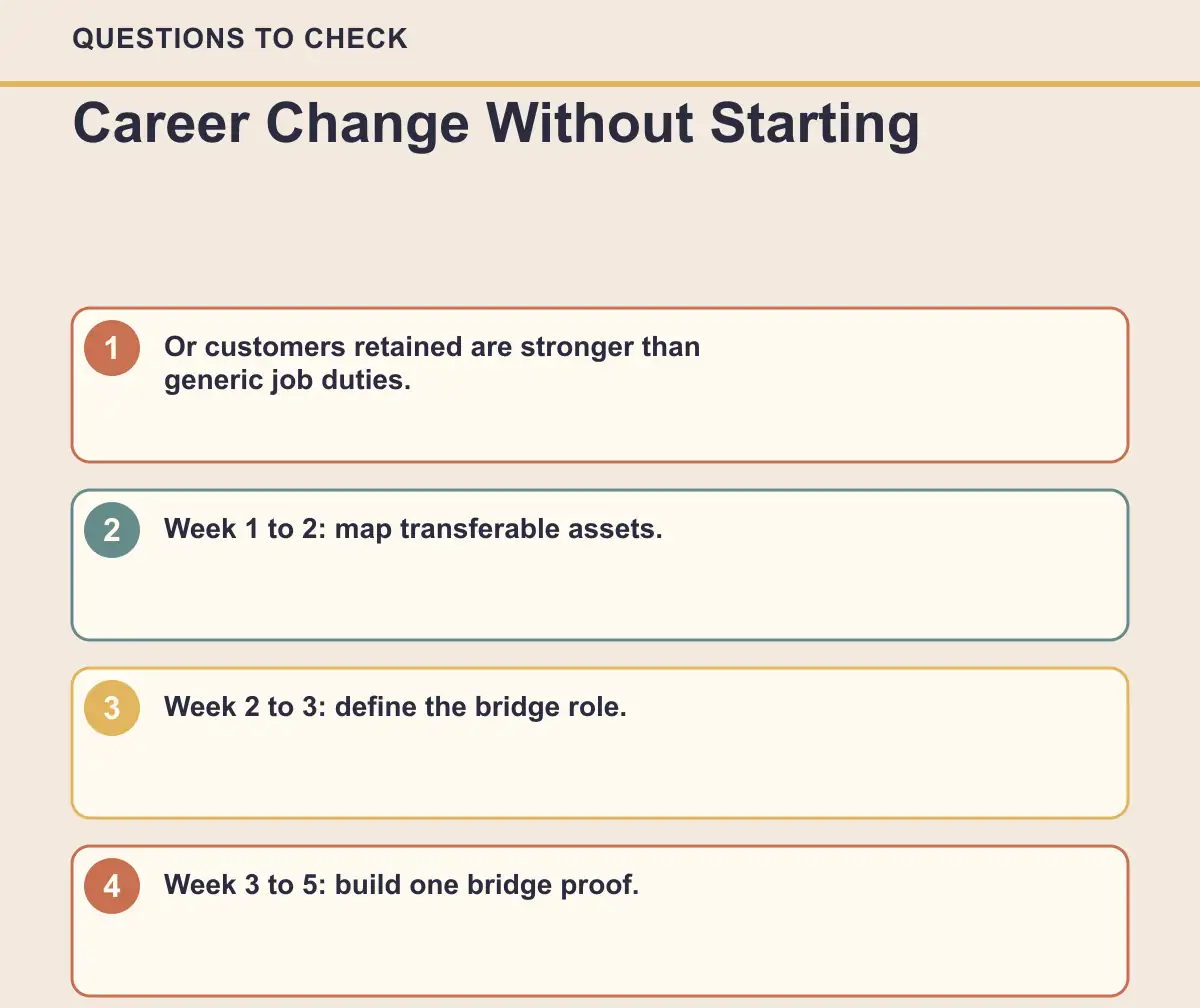 QUESTIONS TO CHECK
Career Change Without Starting
1
Or customers retained are stronger than
generic job duties.
2
Week 1 to 2: map transferable assets.
3
Week 2 to 3: define the bridge role.
4
Week 3 to 5: build one bridge proof.